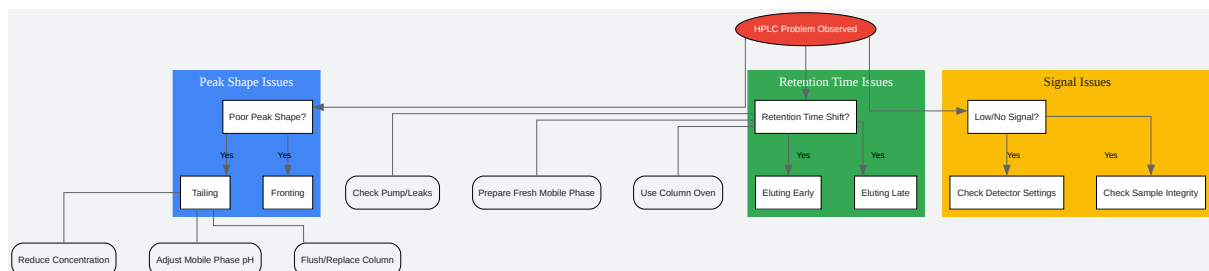 HPLC Problem Observed
Peak Shape Issues
Retention Time Issues
Signal Issues
Poor Peak Shape?
Retention Time Shift?
Low/No Signal?
Yes
Yes
Yes
Yes
Yes
Yes
Tailing
Fronting
Check Pump/Leaks
Prepare Fresh Mobile Phase
Use Column Oven
Eluting Early
Eluting Late
Check Detector Settings
Check Sample Integrity
Reduce Concentration
Adjust Mobile Phase pH
Flush/Replace Column